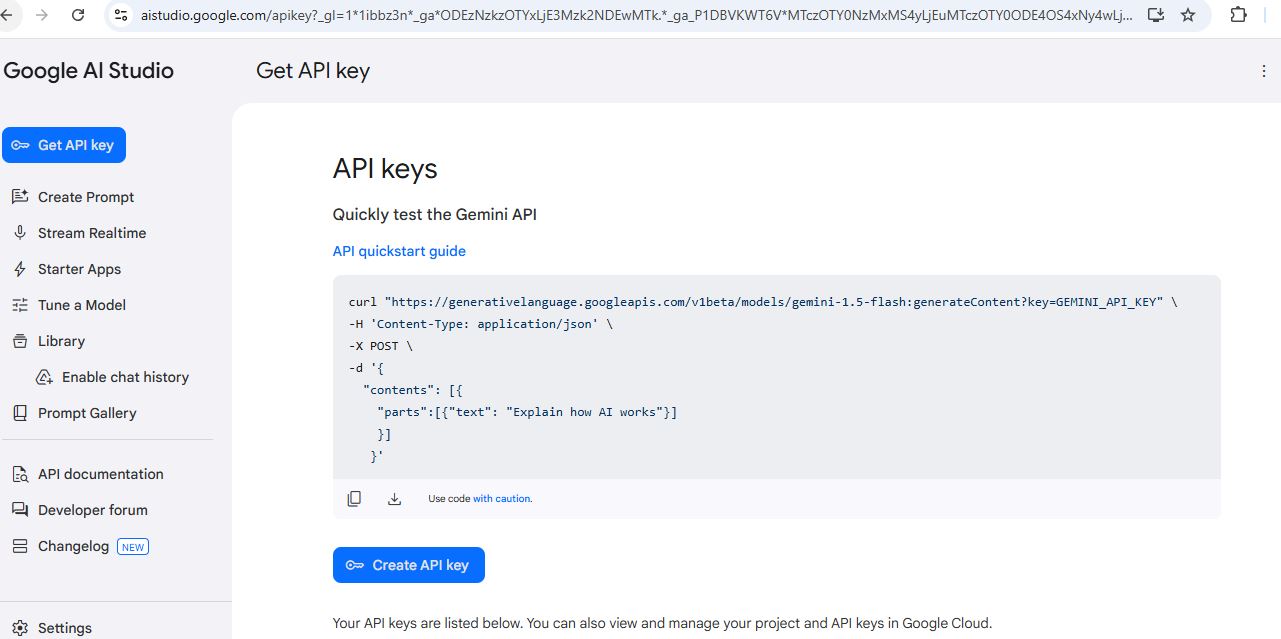 aistudio.google.com/apikey?_gl=1*1ibbz3n*_ga*ODEzNzkzOTYxLjE3Mzk2NDEwMTk.*_ga_P1DBVKWT6V*MTczOTY0NzMxMS4yLjEuMTczOTY0ODE4OS4xNy4wLj...
Google AI Studio
Get API key
Get API key
Create Prompt
Stream Realtime
Starter Apps
Tune a Model
Library
Enable chat history
Prompt Gallery
API documentation
Developer forum
Changelog NEW
Settings
API keys
Quickly test the Gemini API
API quickstart guide
curl "https://generativelanguage.googleapis.com/v1beta/models/gemini-1.5-flash:generateContent?key=GEMINI_API_KEY" \
-H 'Content-Type: application/json' \
-X POST \
-d '{
  "contents": [{
    "parts":[{"text": "Explain how AI works"}]
    }]
   }'
Use code with caution.
Create API key
Your API keys are listed below. You can also view and manage your project and API keys in Google Cloud.